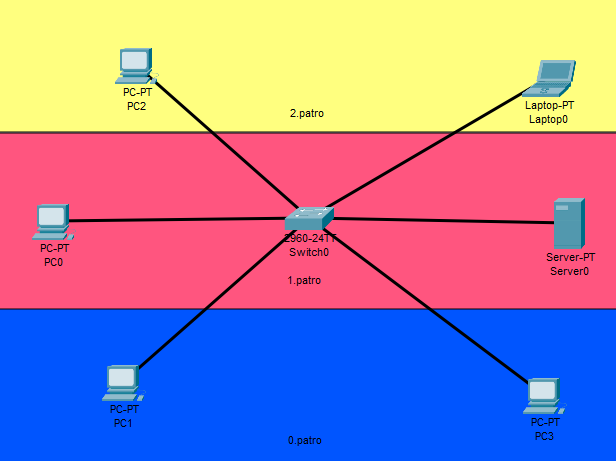 PC-PT
PC2
Laptop-PT
Laptop0
2.patro
PC-PT
PC0
2960-24TT
Switch0
Server-PT
Server0
1.patro
PC-PT
PC1
PC-PT
PC3
0.patro